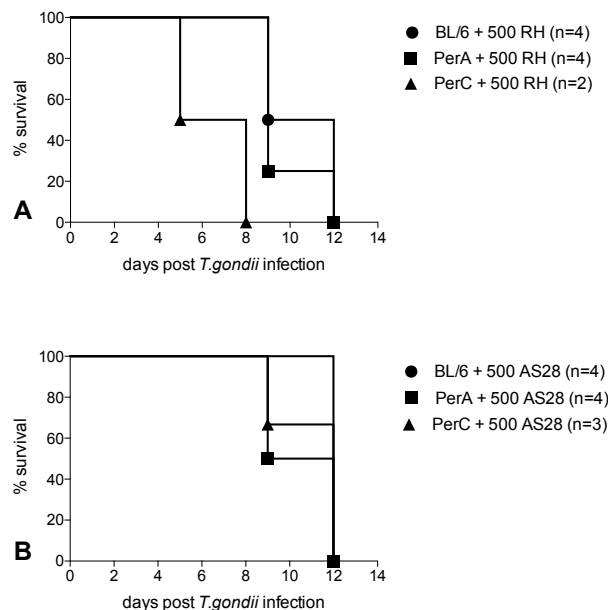 100
80
60
40
20
0
% survival
A
0 2 4 6 8 10 12 14
days post T.gondii infection
BL/6 + 500 RH (n=4)
PerA + 500 RH (n=4)
PerC + 500 RH (n=2)
100
80
60
40
20
0
% survival
B
0 2 4 6 8 10 12 14
days post T.gondii infection
BL/6 + 500 AS28 (n=4)
PerA + 500 AS28 (n=4)
PerC + 500 AS28 (n=3)